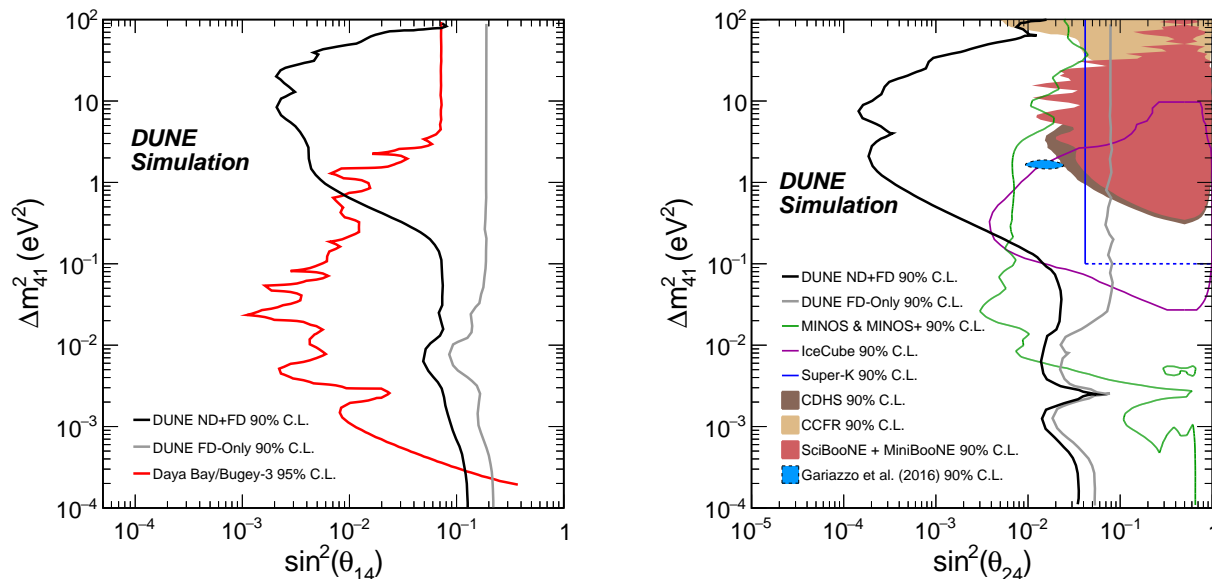 10²
10
1
10⁻¹
10⁻²
10⁻³
10⁻⁴
Δm²₄₁ (eV²)
DUNE
Simulation
DUNE ND+FD 90% C.L.
DUNE FD-Only 90% C.L.
Daya Bay/Bugey-3 95% C.L.
10⁻⁴ 10⁻³ 10⁻² 10⁻¹ 1
sin²(θ₁₄)
10²
10
1
10⁻¹
10⁻²
10⁻³
10⁻⁴
Δm²₄₁ (eV²)
DUNE
Simulation
DUNE ND+FD 90% C.L.
DUNE FD-Only 90% C.L.
MINOS & MINOS+ 90% C.L.
IceCube 90% C.L.
Super-K 90% C.L.
CDHS 90% C.L.
CCFR 90% C.L.
SciBooNE + MiniBooNE 90% C.L.
Gariazzo et al. (2016) 90% C.L.
10⁻⁵ 10⁻⁴ 10⁻³ 10⁻² 10⁻¹ 1
sin²(θ₂₄)